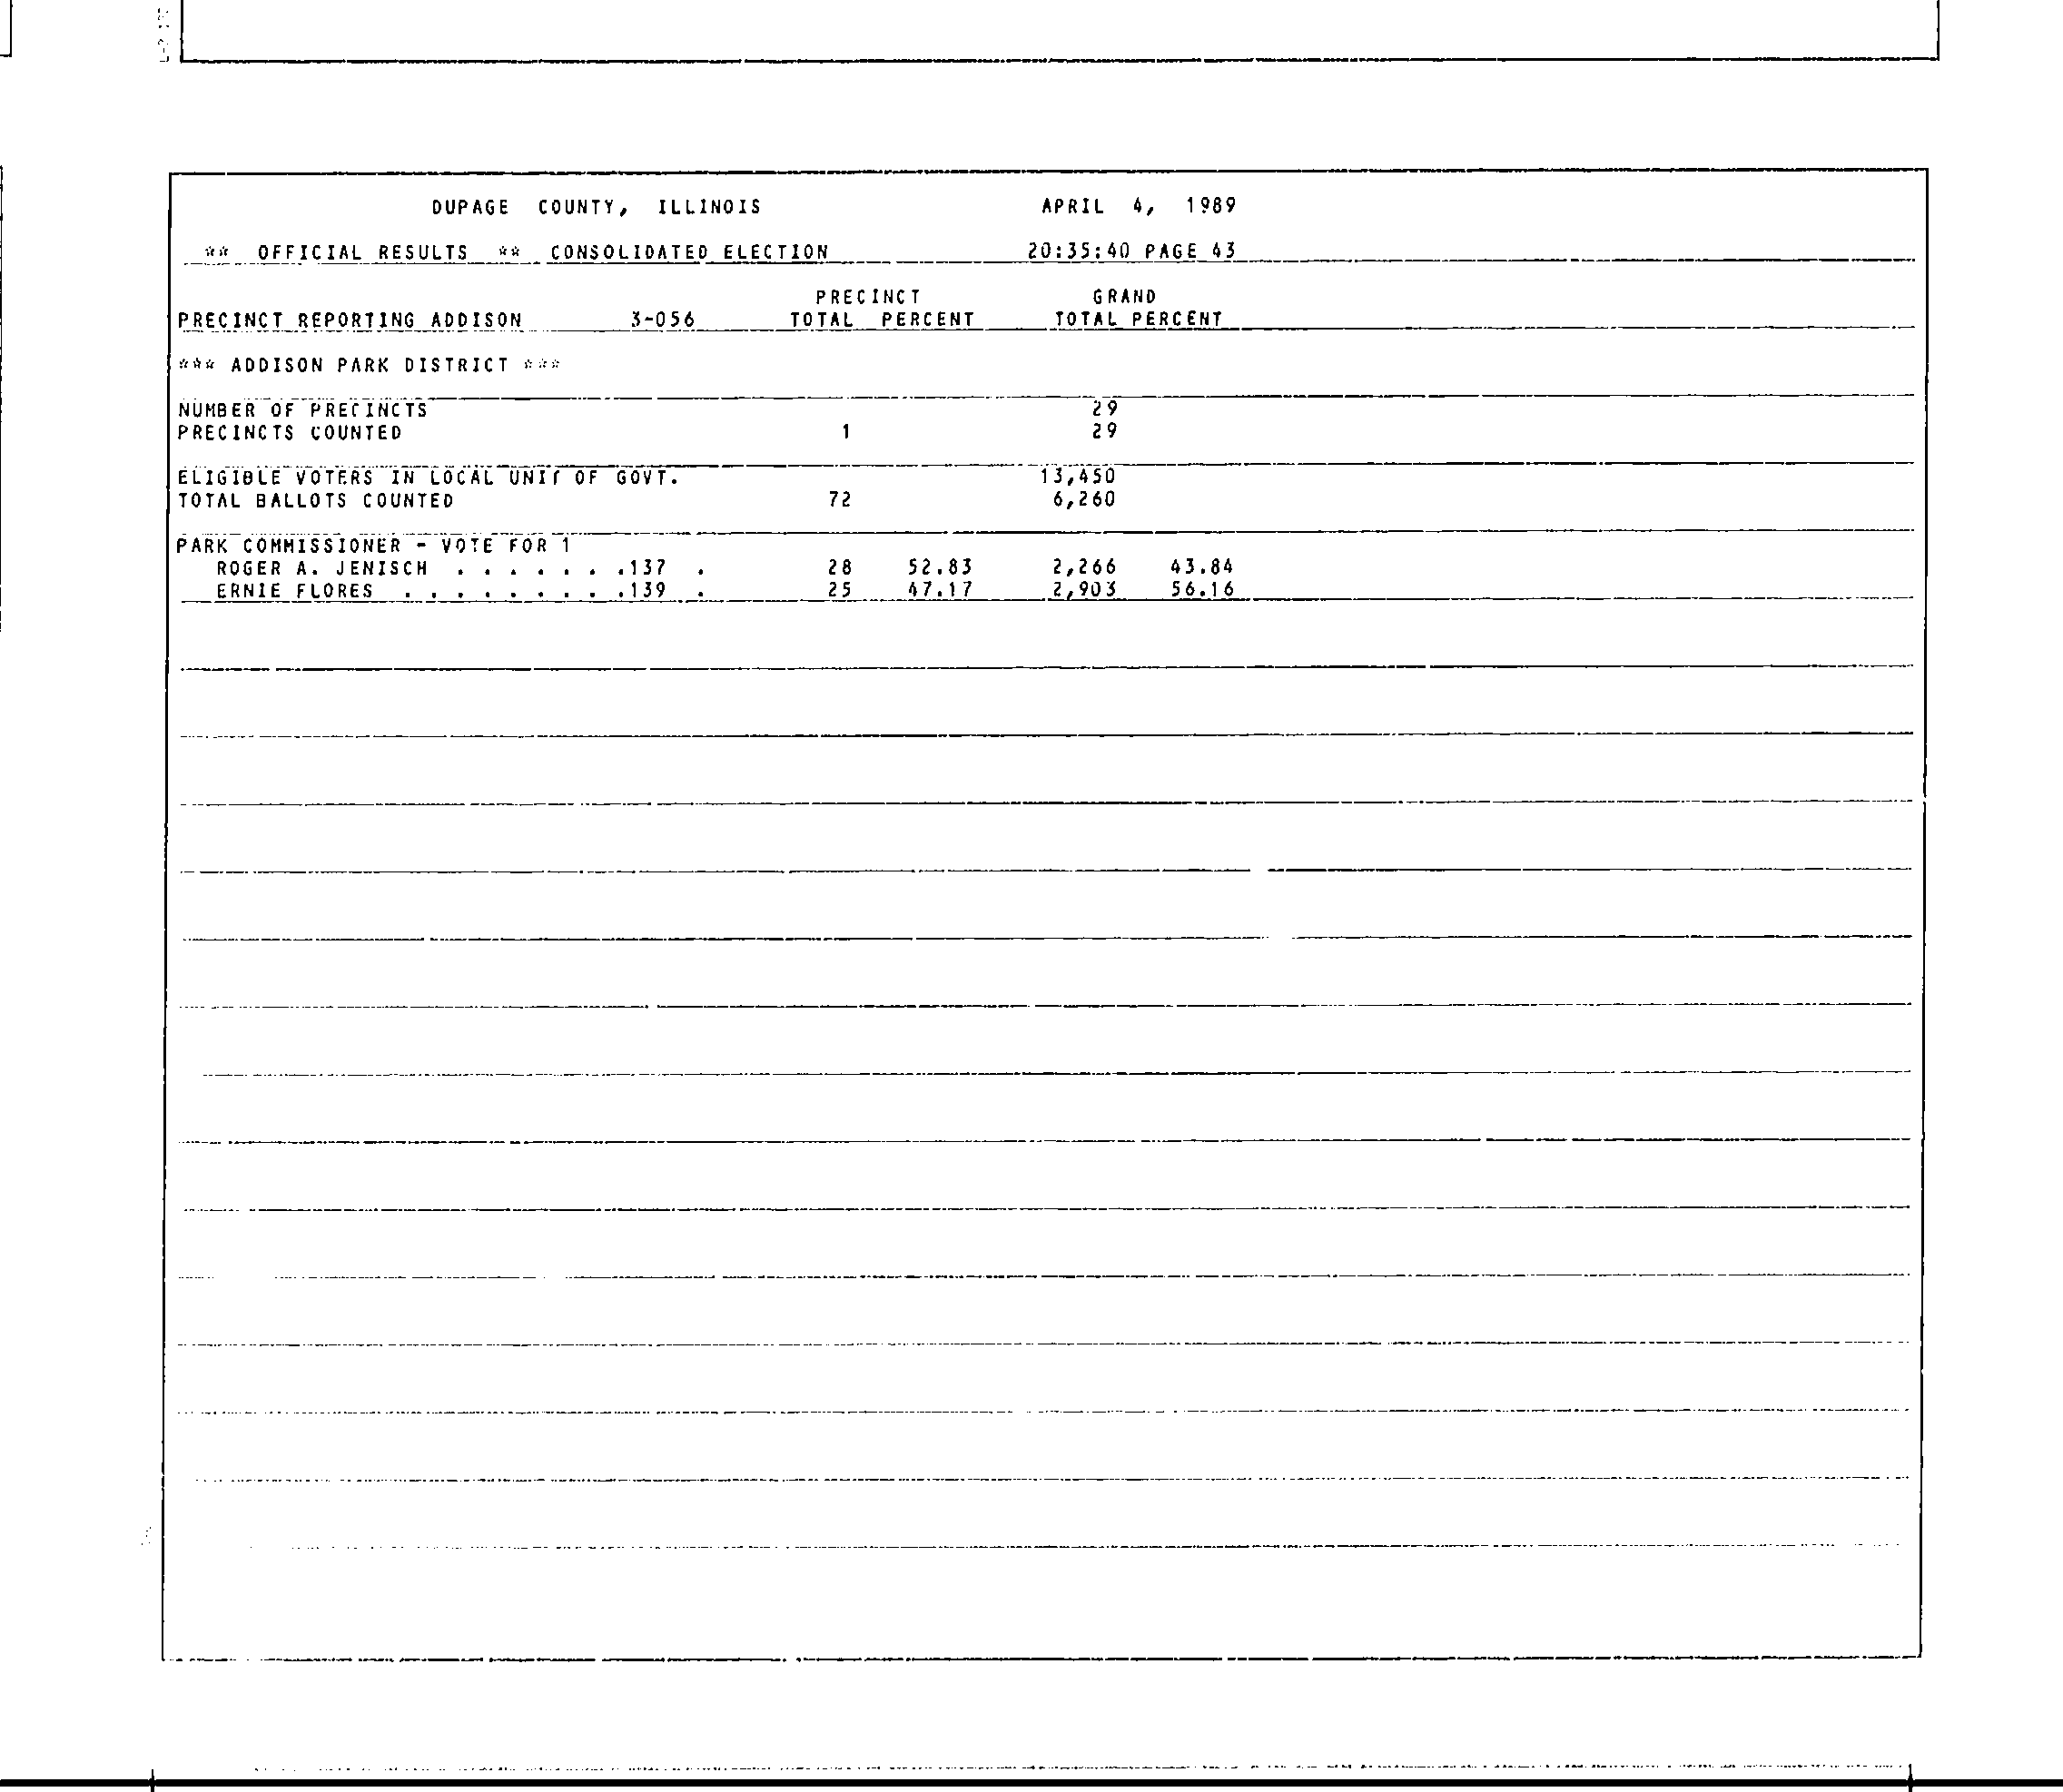 DUPAGE COUNTY, ILLINOIS APRIL 4, 1989
** OFFICIAL RESULTS ** CONSOLIDATED ELECTION 20:35:40 PAGE 43
PRECINCT GRAND
PRECINCT REPORTING ADDISON 3-056 TOTAL PERCENT TOTAL PERCENT
*** ADDISON PARK DISTRICT ***
NUMBER OF PRECINCTS 29
PRECINCTS COUNTED 1 29
ELIGIBLE VOTERS IN LOCAL UNIT OF GOVT. 13,450
TOTAL BALLOTS COUNTED 72 6,260
PARK COMMISSIONER - VOTE FOR 1
ROGER A. JENISCH . . . . . . .137 . 28 52.83 2,266 43.84
ERNIE FLORES . . . . . . . . .139 . 25 47.17 2,903 56.16